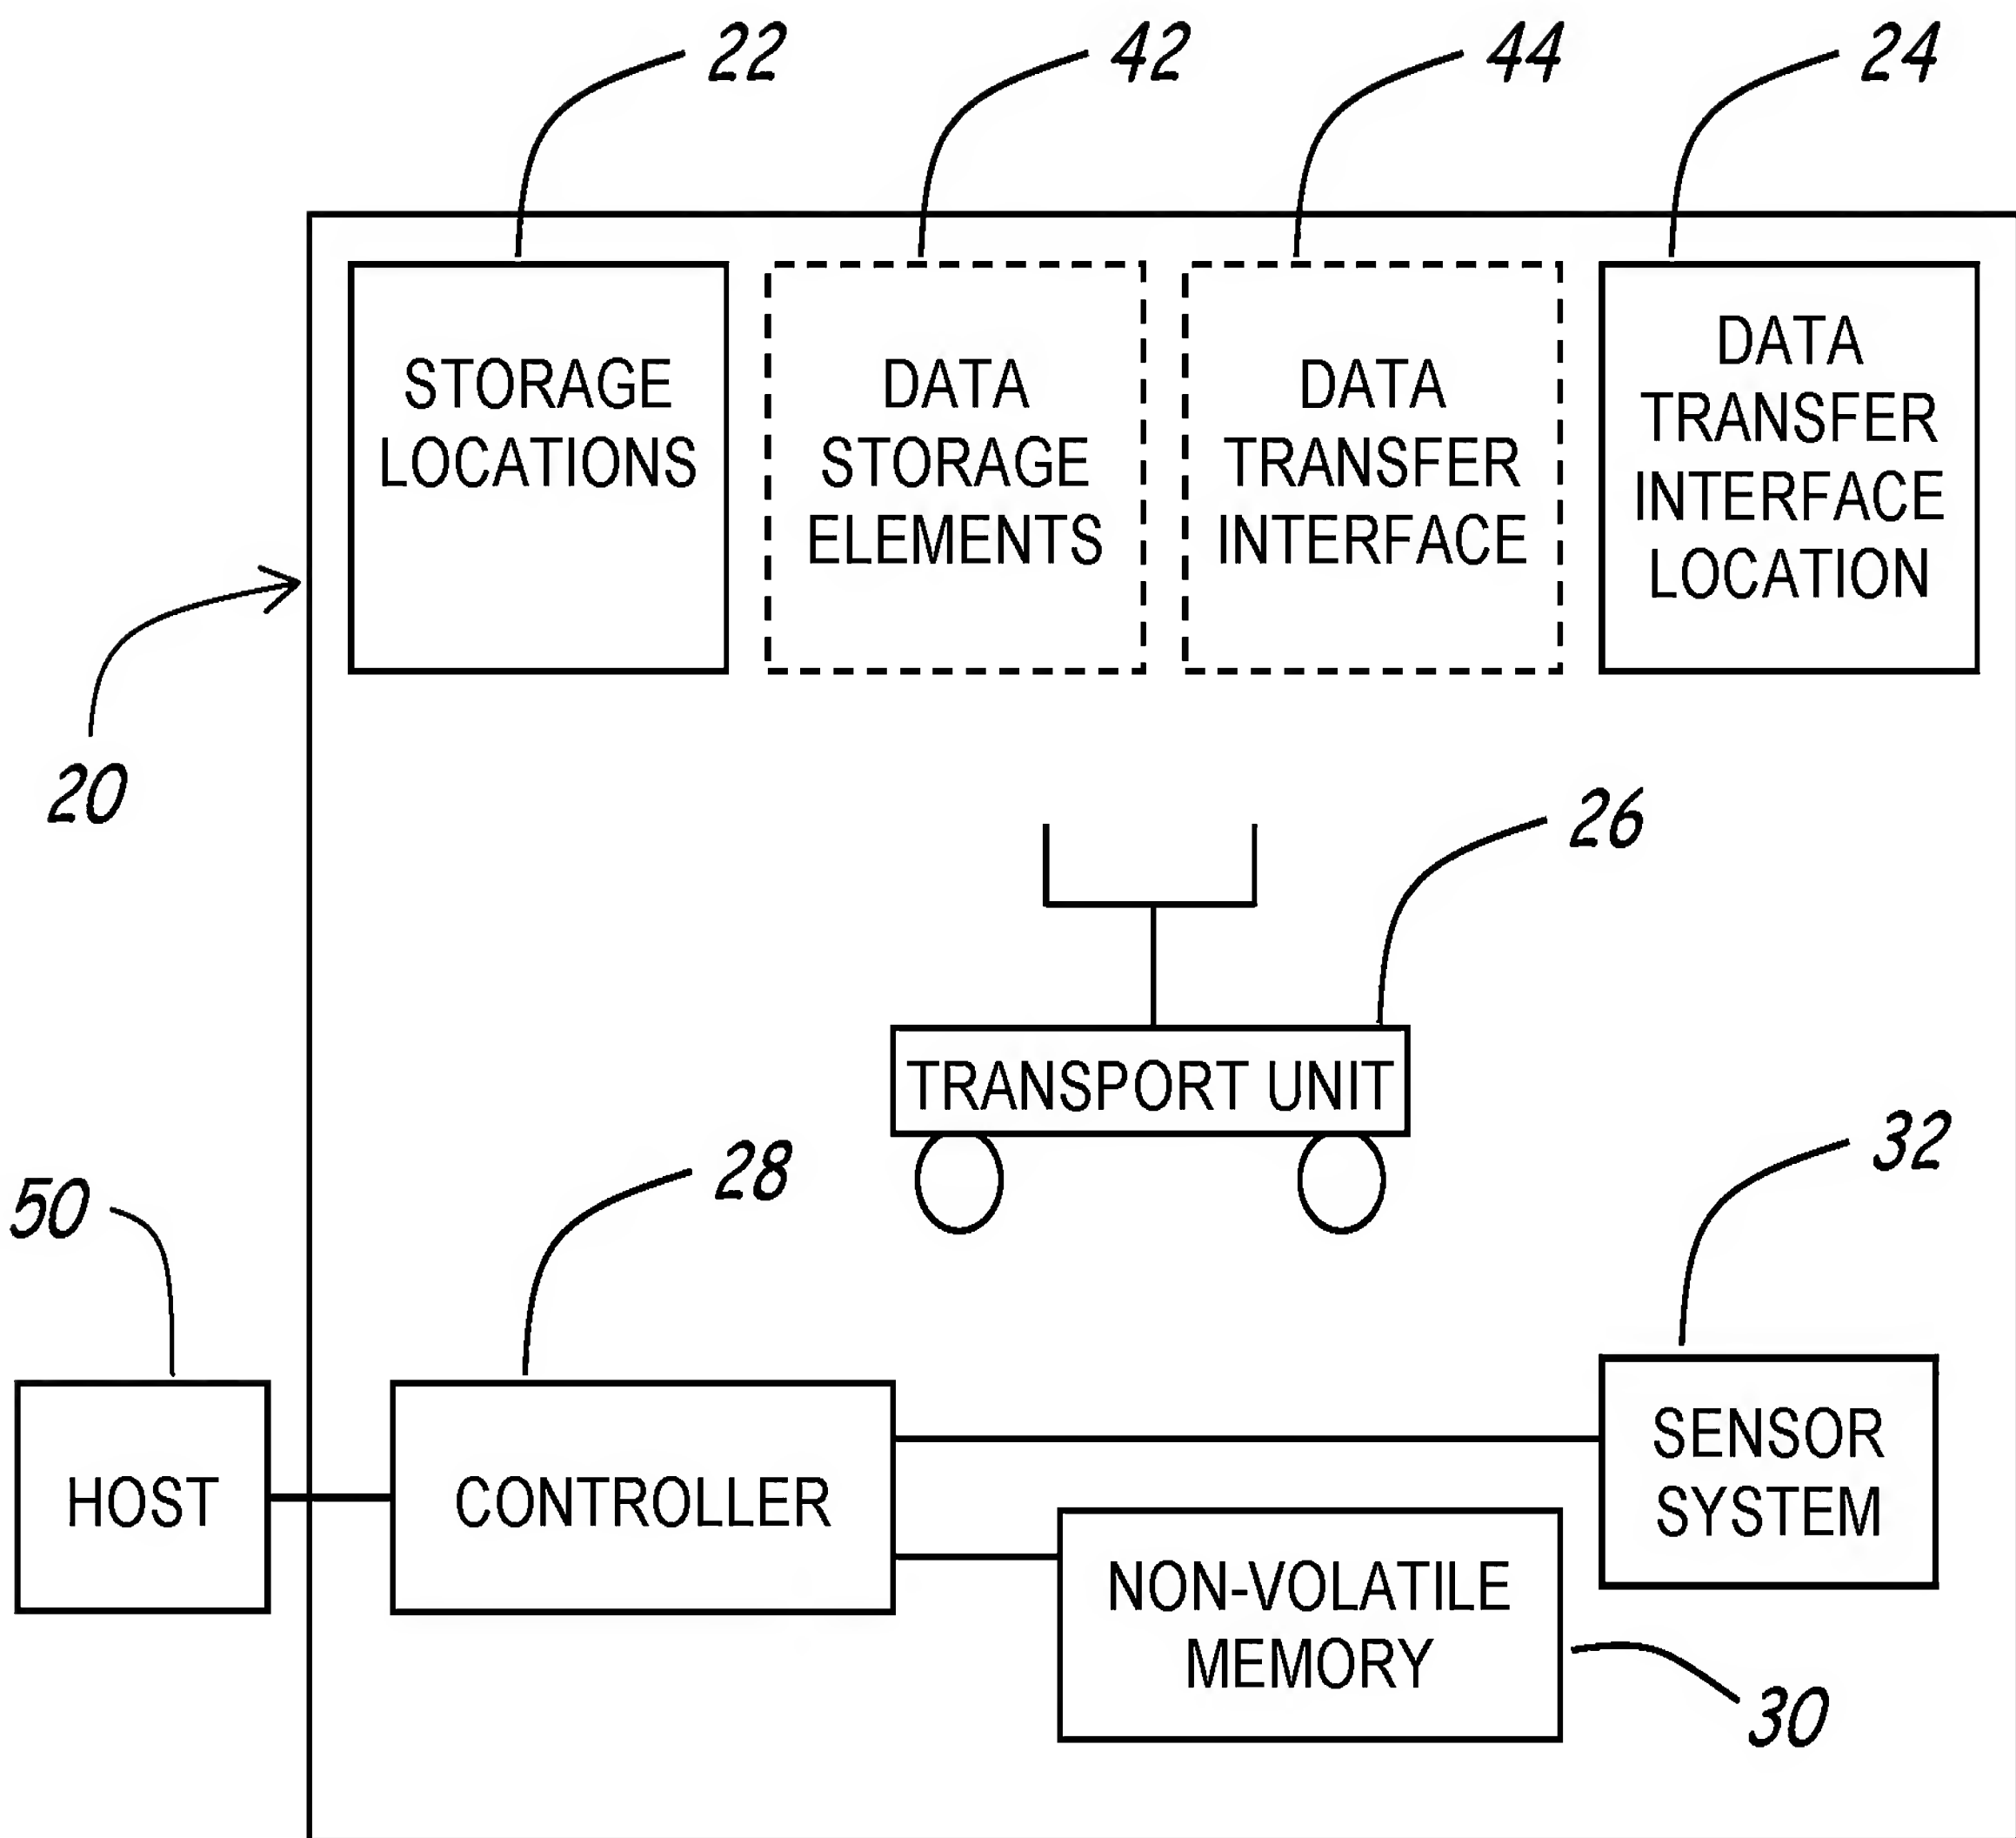 22
42
44
24
STORAGE
LOCATIONS
DATA
STORAGE
ELEMENTS
DATA
TRANSFER
INTERFACE
DATA
TRANSFER
INTERFACE
LOCATION
20
26
TRANSPORT UNIT
32
28
50
HOST
CONTROLLER
SENSOR
SYSTEM
NON-VOLATILE
MEMORY
30